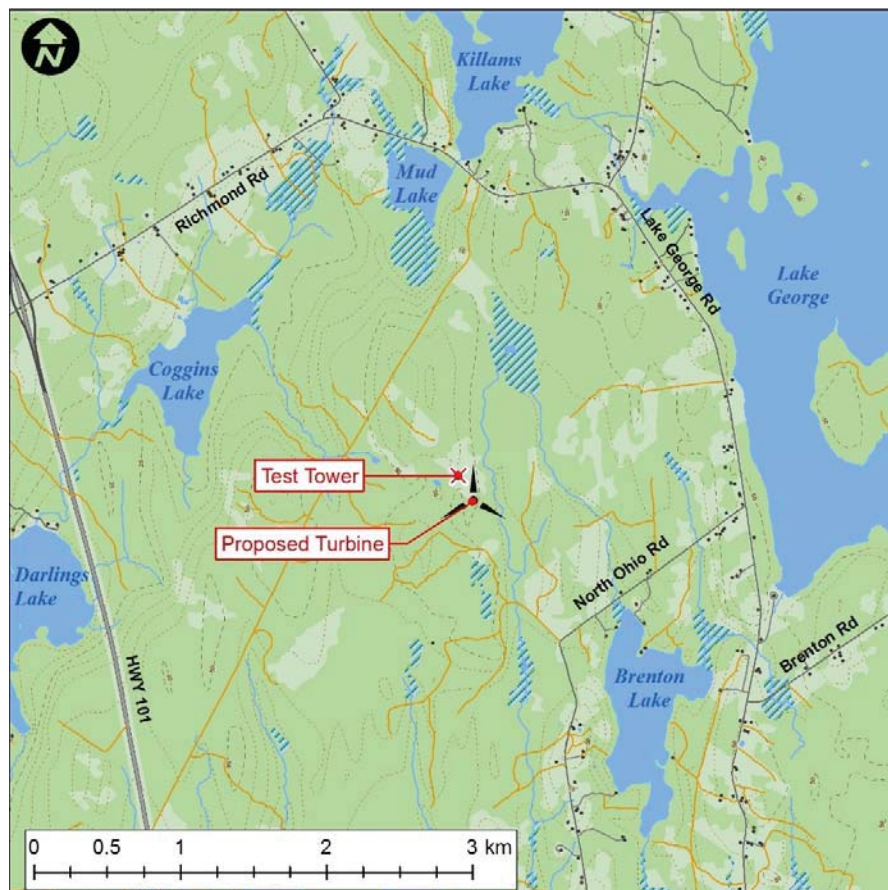 N
Killams
Lake
Mud
Lake
Richmond Rd
Lake George Rd
Lake
George
Coggins
Lake
Test Tower
Proposed Turbine
North Ohio Rd
Darlings
Lake
HWY 101
Brenton
Lake
Brenton Rd
0 0.5 1 2 3 km